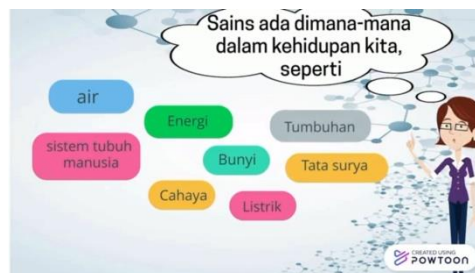 Sains ada dimana-mana
dalam kehidupan kita,
seperti
air
Energi
Tumbuhan
sistem tubuh
manusia
Bunyi
Tata surya
Cahaya
Listrik
CREATED USING
POWTOON